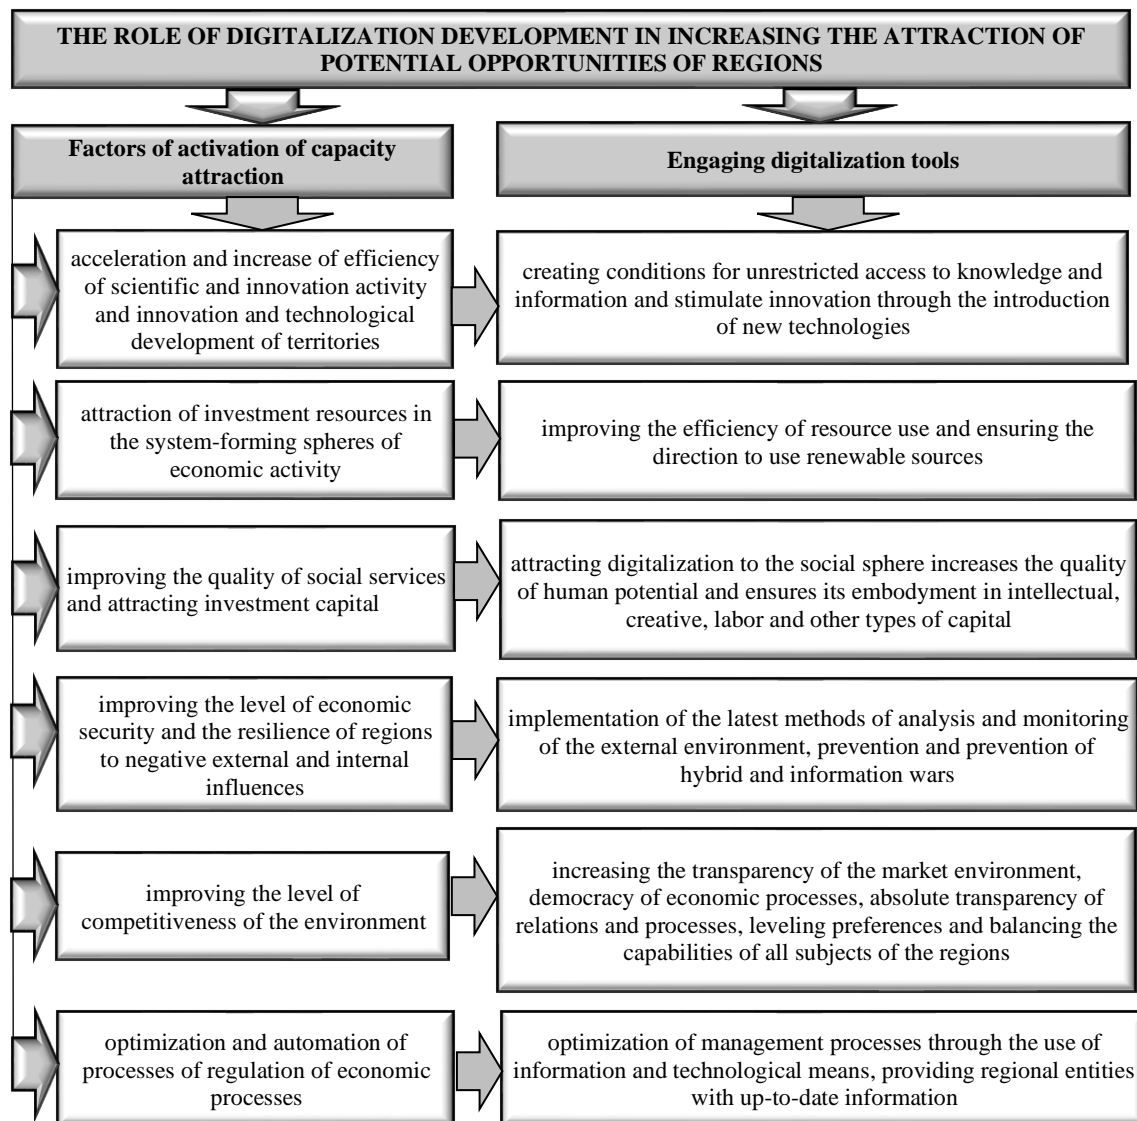 THE ROLE OF DIGITALIZATION DEVELOPMENT IN INCREASING THE ATTRACTION OF
POTENTIAL OPPORTUNITIES OF REGIONS
Factors of activation of capacity
attraction
Engaging digitalization tools
acceleration and increase of efficiency
of scientific and innovation activity
and innovation and technological
development of territories
creating conditions for unrestricted access to knowledge and
information and stimulate innovation through the introduction
of new technologies
attraction of investment resources in
the system-forming spheres of
economic activity
improving the efficiency of resource use and ensuring the
direction to use renewable sources
improving the quality of social services
and attracting investment capital
attracting digitalization to the social sphere increases the quality
of human potential and ensures its embodyment in intellectual,
creative, labor and other types of capital
improving the level of economic
security and the resilience of regions
to negative external and internal
influences
implementation of the latest methods of analysis and monitoring
of the external environment, prevention and prevention of
hybrid and information wars
improving the level of
competitiveness of the environment
increasing the transparency of the market environment,
democracy of economic processes, absolute transparency of
relations and processes, leveling preferences and balancing the
capabilities of all subjects of the regions
optimization and automation of
processes of regulation of economic
processes
optimization of management processes through the use of
information and technological means, providing regional entities
with up-to-date information